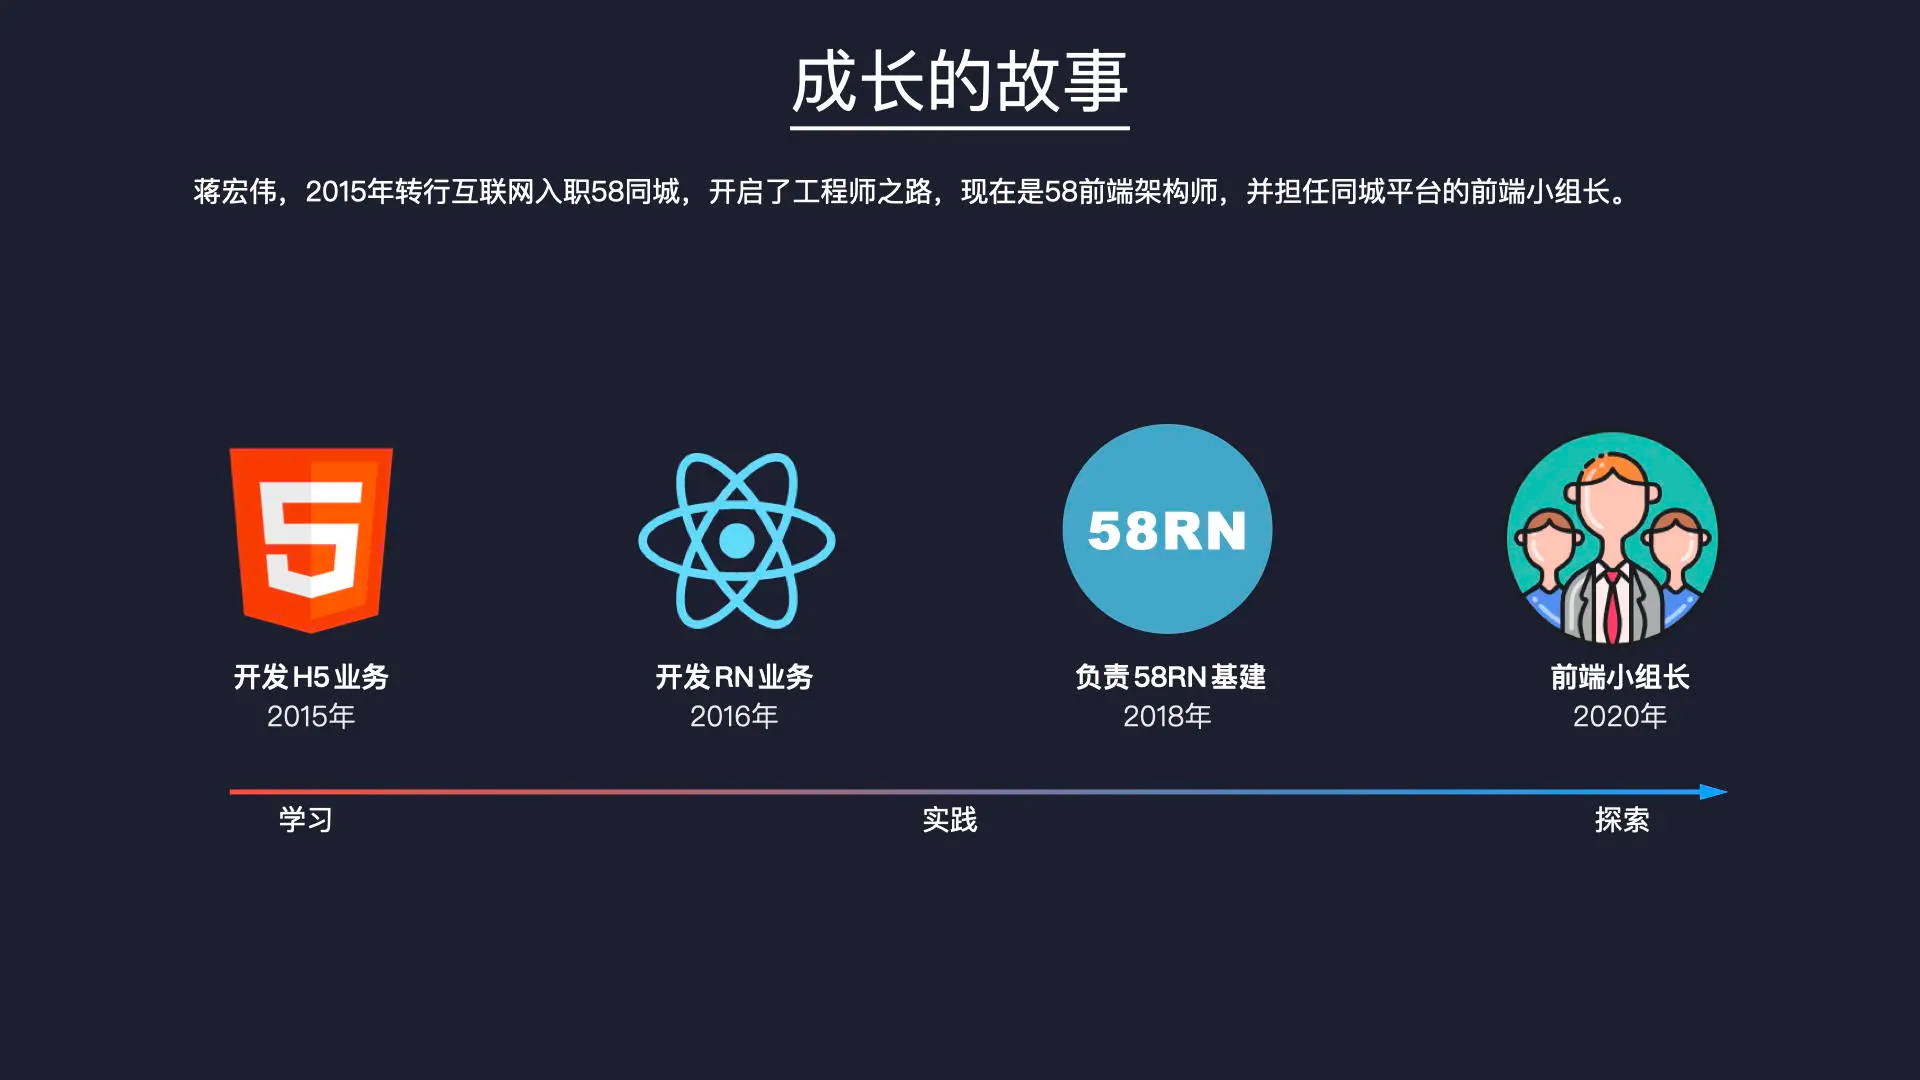 成长的故事
蒋宏伟，2015年转行互联网入职58同城，开启了工程师之路，现在是58前端架构师，并担任同城平台的前端小组长。
5
58RN
开发H5业务
2015年
开发RN业务
2016年
负责58RN基建
2018年
前端小组长
2020年
学习
实践
探索